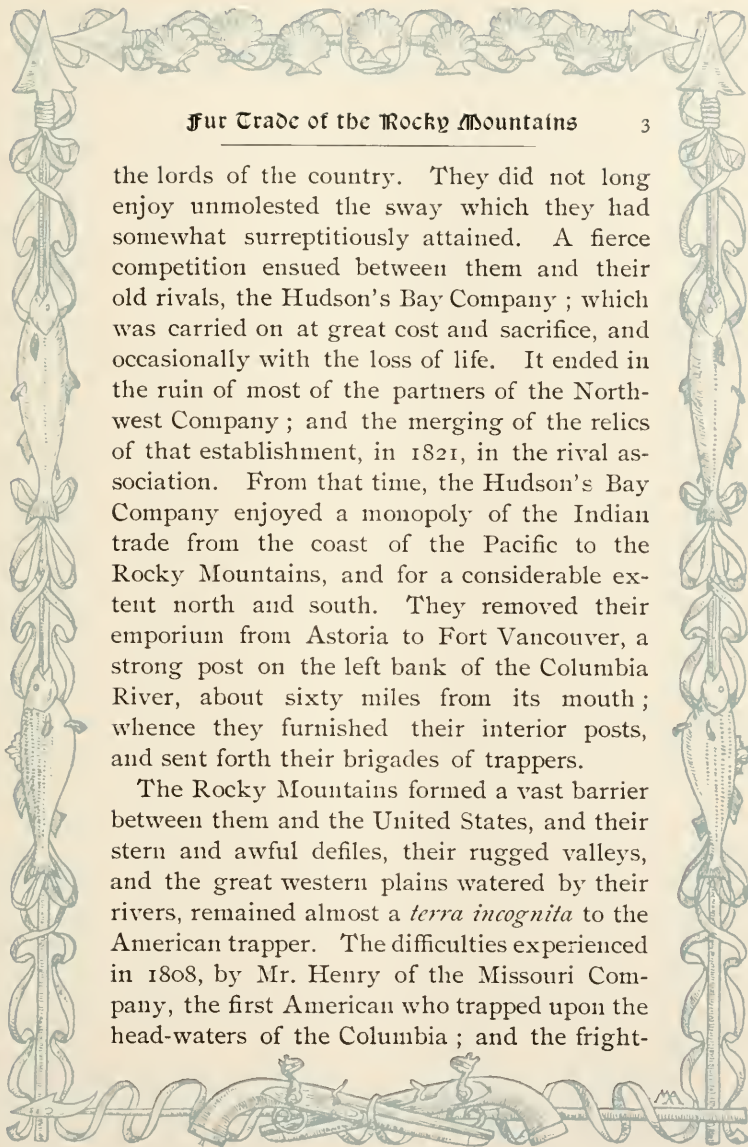 Fur Trade of the Rocky Mountains 3
the lords of the country. They did not long
enjoy unmolested the sway which they had
somewhat surreptitiously attained. A fierce
competition ensued between them and their
old rivals, the Hudson's Bay Company ; which
was carried on at great cost and sacrifice, and
occasionally with the loss of life. It ended in
the ruin of most of the partners of the North-
west Company ; and the merging of the relics
of that establishment, in 1821, in the rival as-
sociation. From that time, the Hudson's Bay
Company enjoyed a monopoly of the Indian
trade from the coast of the Pacific to the
Rocky Mountains, and for a considerable ex-
tent north and south. They removed their
emporium from Astoria to Fort Vancouver, a
strong post on the left bank of the Columbia
River, about sixty miles from its mouth ;
whence they furnished their interior posts,
and sent forth their brigades of trappers.
The Rocky Mountains formed a vast barrier
between them and the United States, and their
stern and awful defiles, their rugged valleys,
and the great western plains watered by their
rivers, remained almost a terra incognita to the
American trapper. The difficulties experienced
in 1808, by Mr. Henry of the Missouri Com-
pany, the first American who trapped upon the
head-waters of the Columbia ; and the fright-
MA